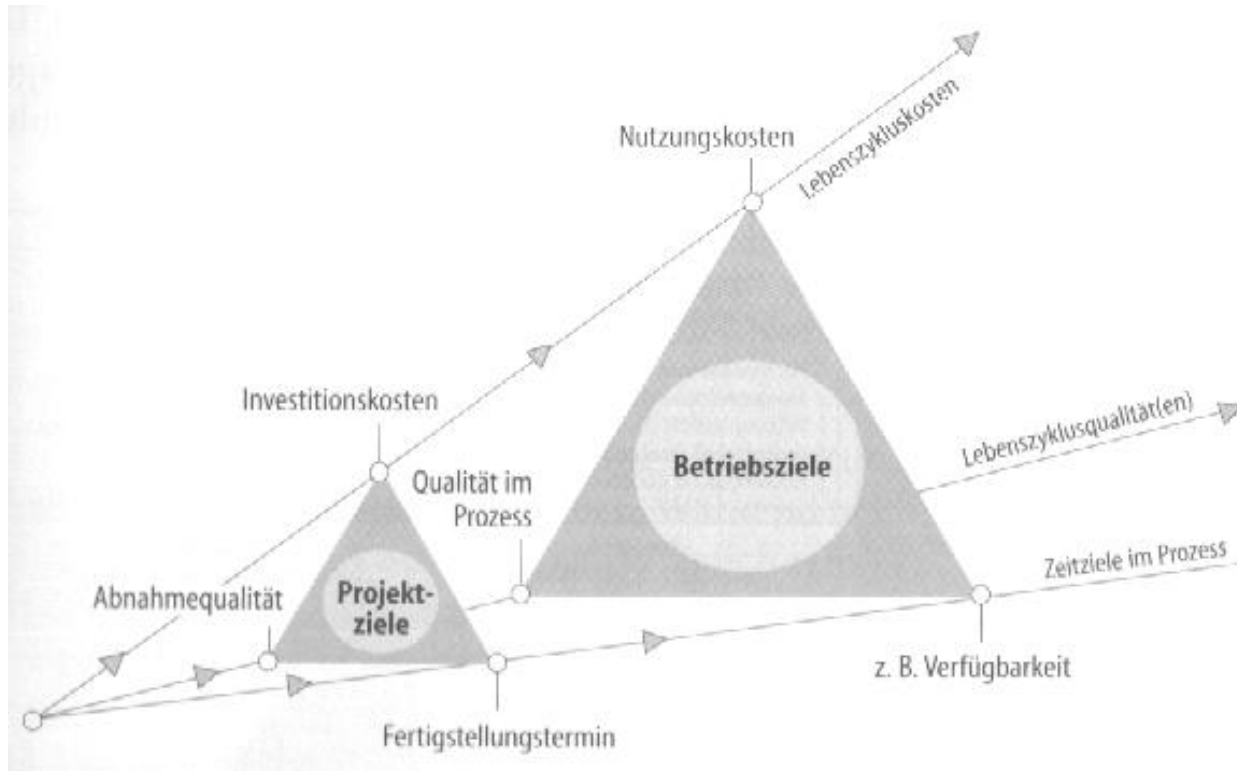 Lebenszykluskosten
Nutzungskosten
Investitionskosten
Qualität im
Prozess
Betriebsziele
Lebenszyklusqualität(en)
Zeitziele im Prozess
Abnahmequalität
Projekt-
ziele
z. B. Verfügbarkeit
Fertigstellungstermin